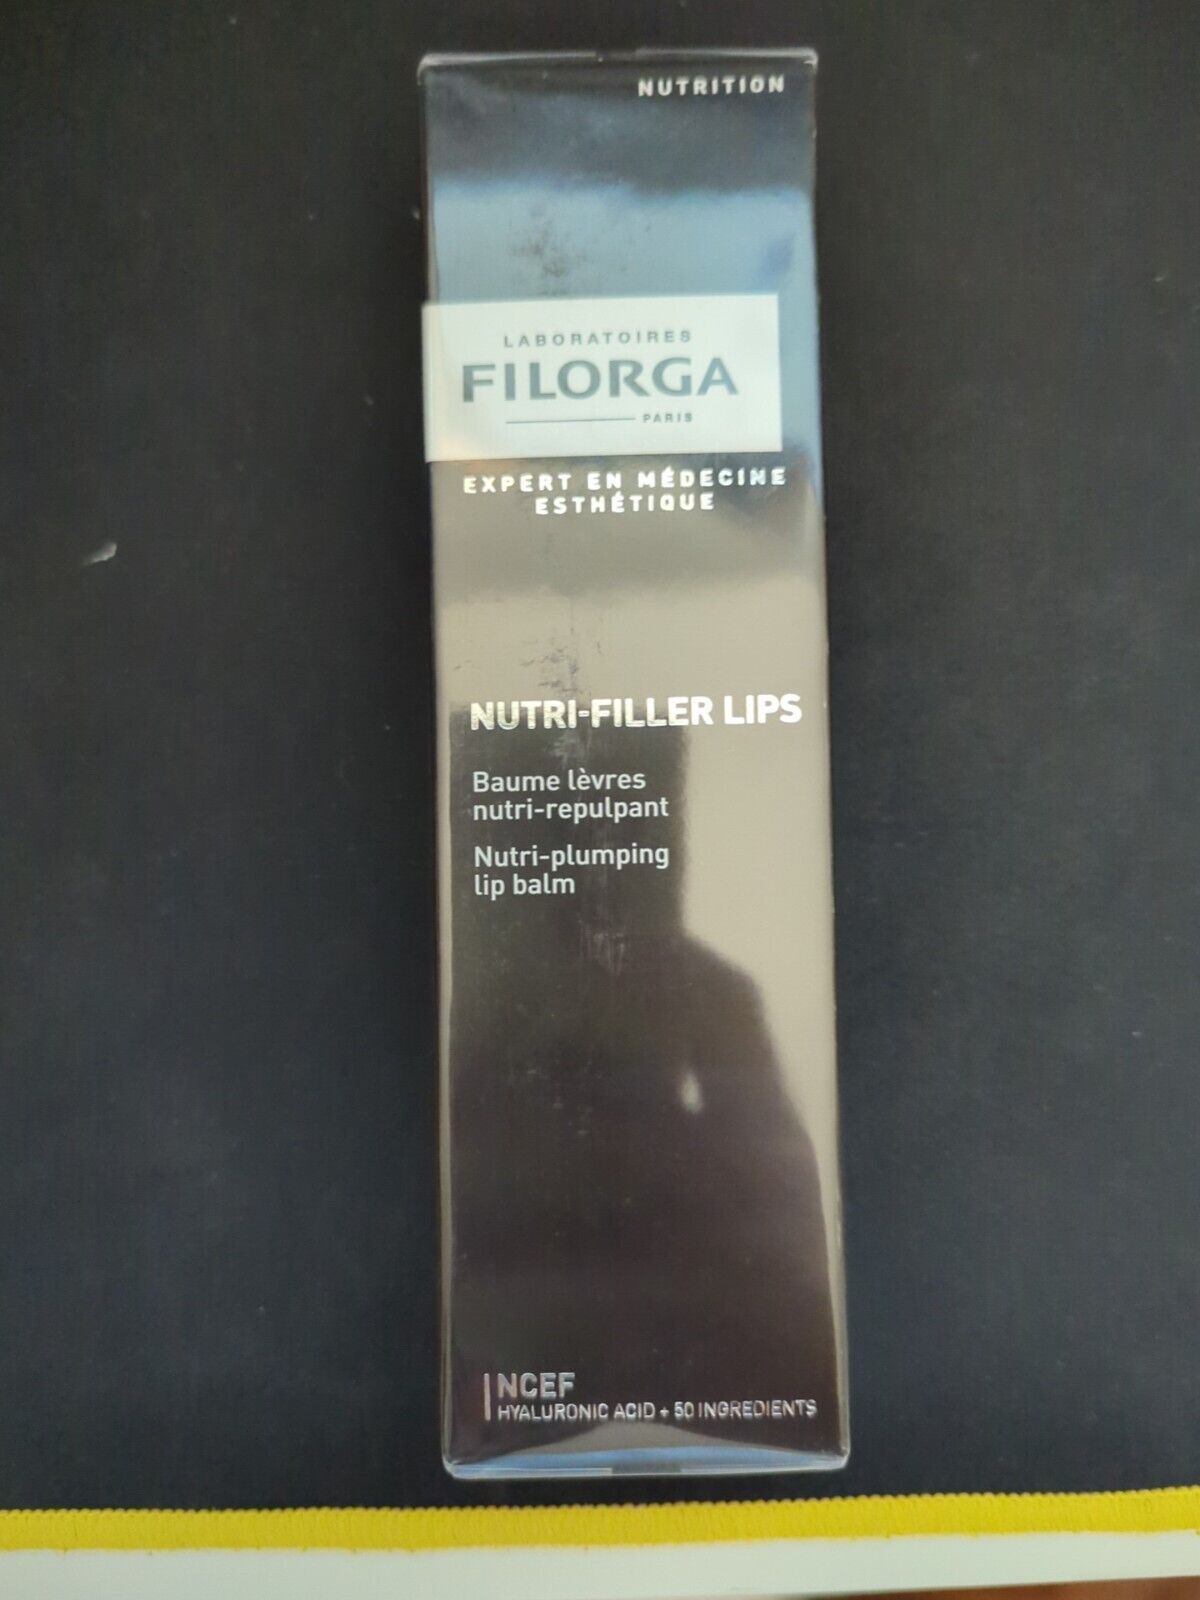 NUTRITION
LABORATOIRES
FILORGA
PARIS
EXPERT EN MÉDECINE
ESTHÉTIQUE
NUTRI-FILLER LIPS
Baume lèvres
nutri-repulpant
Nutri-plumping
lip balm
NCEF
HYALURONIC ACID + 50 INGREDIENTS